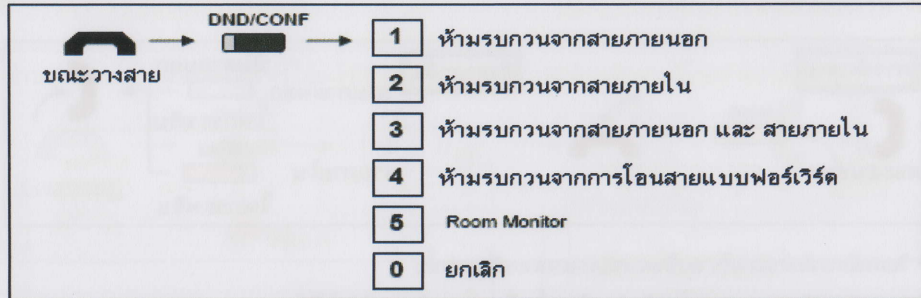 DND/CONF
1 ห้ามรบกวนจากสายภายนอก
ขณะวางสาย
2 ห้ามรบกวนจากสายภายใน
3 ห้ามรบกวนจากสายภายนอก และ สายภายใน
4 ห้ามรบกวนจากการโอนสายแบบฟอร์เวิร์ด
5 Room Monitor
0 ยกเลิก